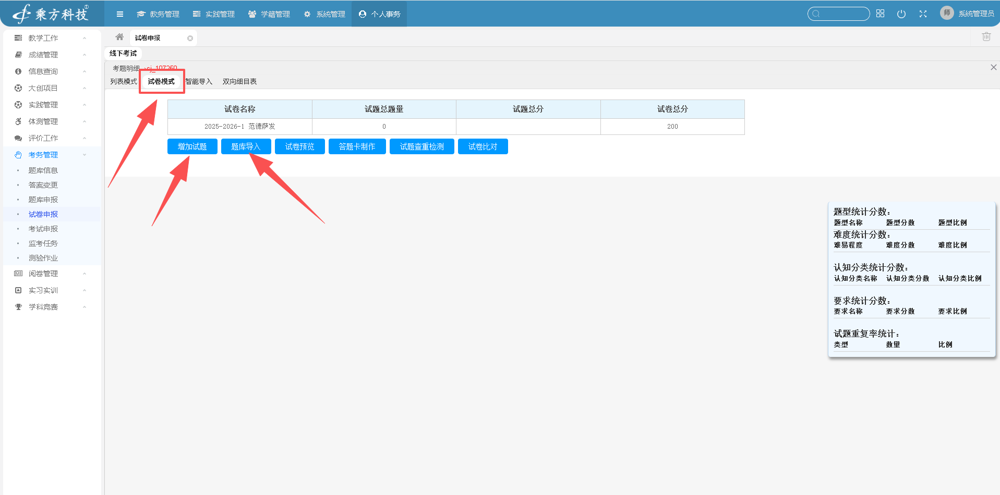 乘方科技
教务管理
实践管理
学籍管理
系统管理
个人事务
师
系统管理员
教学工作
成绩管理
信息查询
大创项目
实践管理
体测管理
评价工作
考务管理
题库信息
答案变更
题库申报
试卷申报
考试申报
监考任务
测验作业
阅卷管理
实习实训
学科竞赛
试卷申报
线下考试
考题明细 sj_107250
列表模式 试卷模式 智能导入 双向细目表
试卷名称 试题总题量 试题总分 试卷总分
2025-2026-1 范德萨发 0 200
增加试题 题库导入 试卷预览 答题卡制作 试题查重检测 试卷比对
题型统计分数：
题型名称 题型分数 题型比例
难度统计分数：
难易程度 难度分数 难度比例
认知分类统计分数：
认知分类名称 认知分类分数 认知分类比例
要求统计分数：
要求名称 要求分数 要求比例
试题重复率统计：
类型 数量 比例